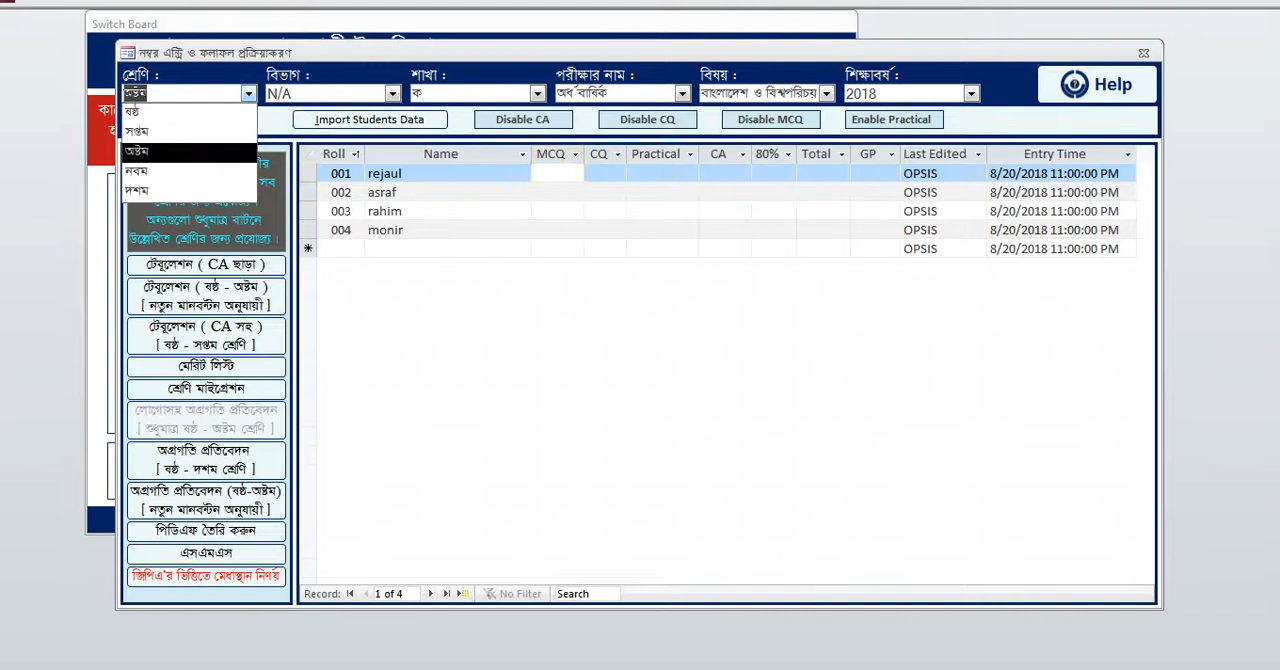 Switch Board
নম্বর এন্ট্রি ও ফলাফল প্রক্রিয়াকরণ
শ্রেণি :
বিভাগ :
শাখা :
পরীক্ষার নাম :
বিষয় :
শিক্ষাবর্ষ :
Help
অষ্টম
N/A
ক
অর্ধ বার্ষিক
বাংলাদেশ ও বিশ্বপরিচয়
2018
ষষ্ঠ
সপ্তম
অষ্টম
নবম
দশম
Import Students Data
Disable CA
Disable CQ
Disable MCQ
Enable Practical
Roll Name MCQ CQ Practical CA 80% Total GP Last Edited Entry Time
001 rejaul OPSIS 8/20/2018 11:00:00 PM
002 asraf OPSIS 8/20/2018 11:00:00 PM
003 rahim OPSIS 8/20/2018 11:00:00 PM
004 monir OPSIS 8/20/2018 11:00:00 PM
OPSIS 8/20/2018 11:00:00 PM
সব
অন্যগুলো শুধুমাত্র বাটনে
উল্লেখিত শ্রেণির জন্য প্রযোজ্য।
টেবুলেশন ( CA ছাড়া )
টেবুলেশন ( ষষ্ঠ - অষ্টম )
[ নতুন মানবন্টন অনুযায়ী ]
টেবুলেশন ( CA সহ )
[ ষষ্ঠ - সপ্তম শ্রেণি ]
মেরিট লিস্ট
শ্রেণি মাইগ্রেশন
লোগোসহ অগ্রগতি প্রতিবেদন
[ শুধুমাত্র ষষ্ঠ - অষ্টম শ্রেণি ]
অগ্রগতি প্রতিবেদন
[ ষষ্ঠ - দশম শ্রেণি ]
অগ্রগতি প্রতিবেদন (ষষ্ঠ-অষ্টম)
[ নতুন মানবন্টন অনুযায়ী ]
পিডিএফ তৈরি করুন
এসএমএস
জিপিএ'র ভিত্তিতে মেধাস্থান নির্ণয়
Record: 1 of 4 No Filter Search